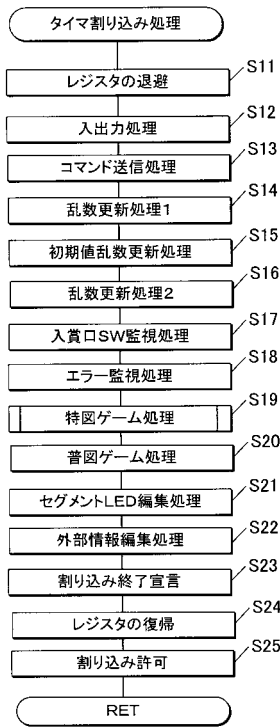 タイマ割り込み処理
S11
レジスタの退避
S12
入出力処理
S13
コマンド送信処理
S14
乱数更新処理1
S15
初期値乱数更新処理
S16
乱数更新処理2
S17
入賞口SW監視処理
S18
エラー監視処理
S19
特図ゲーム処理
S20
普図ゲーム処理
S21
セグメントLED編集処理
S22
外部情報編集処理
S23
割り込み終了宣言
S24
レジスタの復帰
S25
割り込み許可
RET